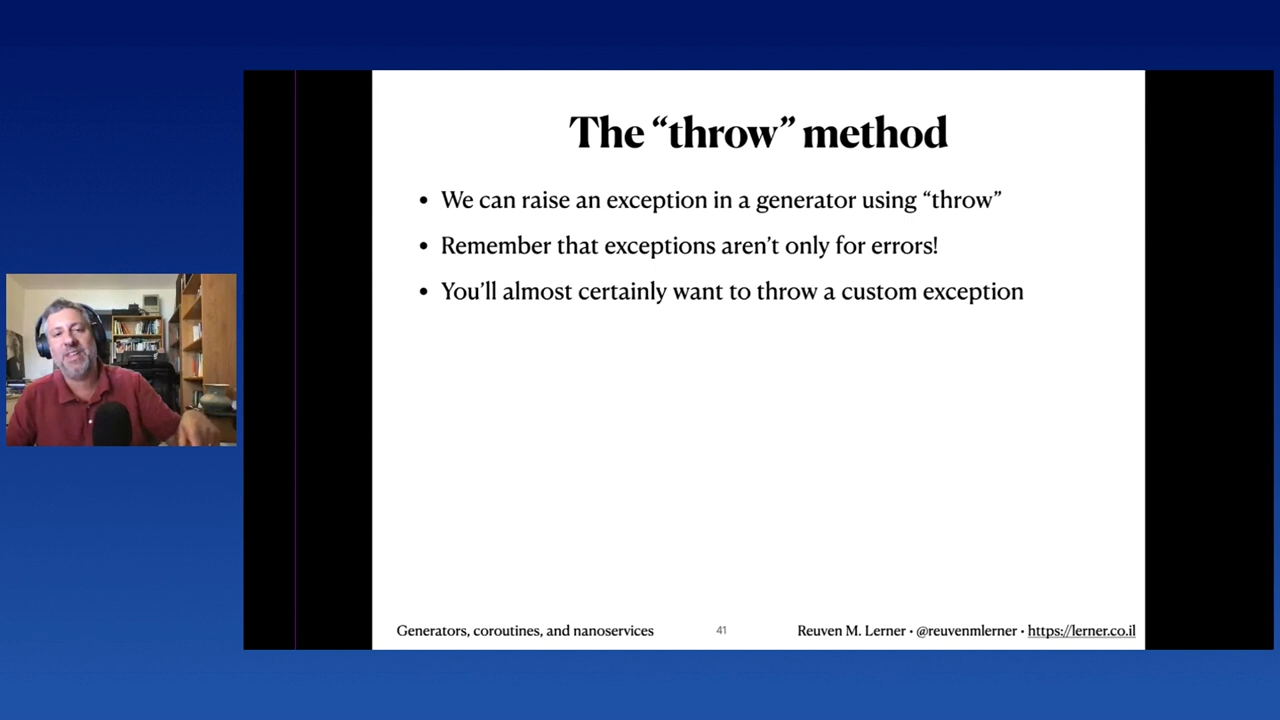 The “throw” method
• We can raise an exception in a generator using “throw”
• Remember that exceptions aren’t only for errors!
• You’ll almost certainly want to throw a custom exception
Generators, coroutines, and nanoservices
41
Reuven M. Lerner • @reuvenmlerner • https://lerner.co.il